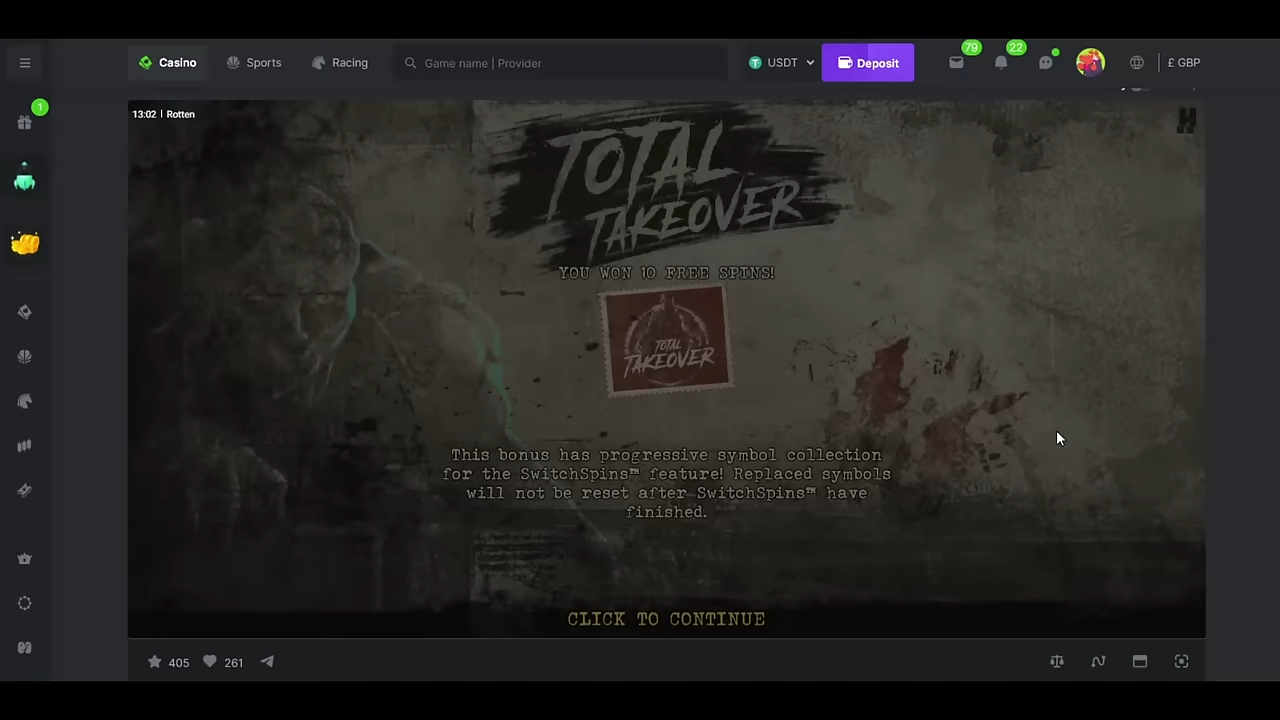 Casino
Sports
Racing
Game name | Provider
USDT
Deposit
79
22
£ GBP
1
13:02 | Rotten
TOTAL
TAKEOVER
YOU WON 10 FREE SPINS!
TOTAL
TAKEOVER
This bonus has progressive symbol collection
for the SwitchSpins™ feature! Replaced symbols
will not be reset after SwitchSpins™ have
finished.
CLICK TO CONTINUE
405
261